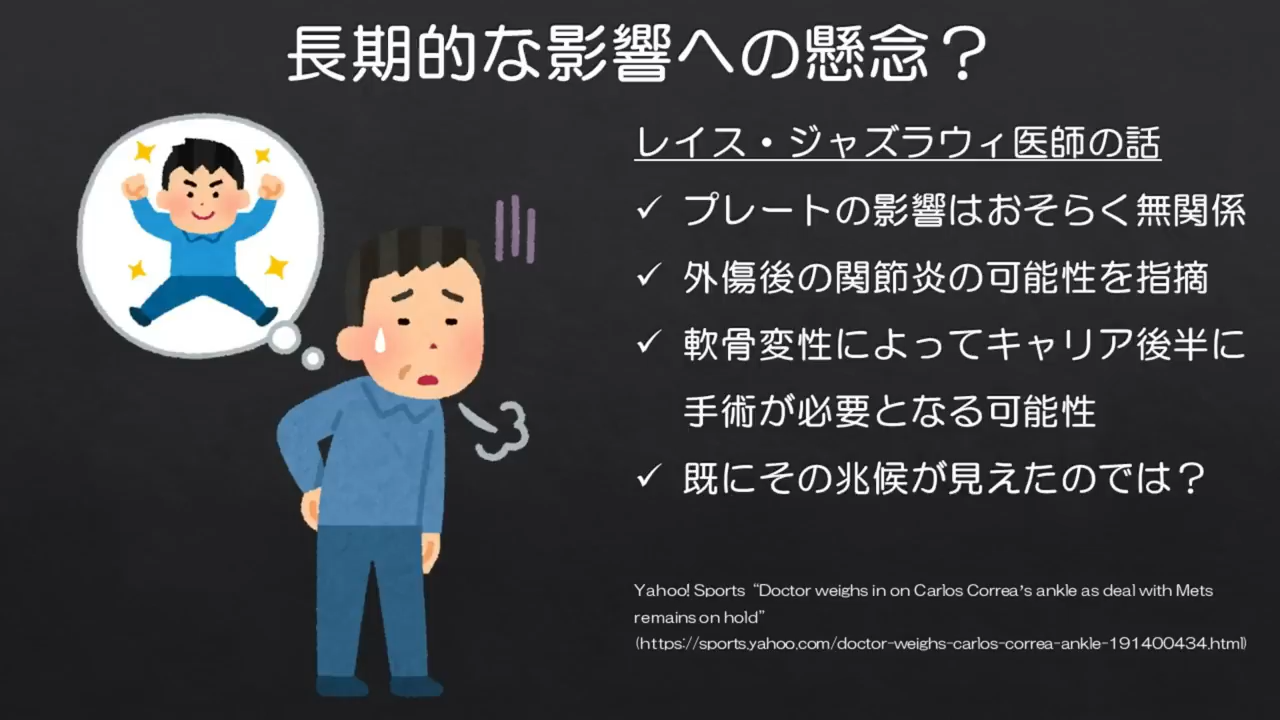 長期的な影響への懸念？
レイス・ジャズラウィ医師の話
✓ プレートの影響はおそらく無関係
✓ 外傷後の関節炎の可能性を指摘
✓ 軟骨変性によってキャリア後半に
手術が必要となる可能性
✓ 既にその兆候が見えたのでは？
Yahoo! Sports “Doctor weighs in on Carlos Correa’s ankle as deal with Mets
remains on hold”
(https://sports.yahoo.com/doctor-weighs-carlos-correa-ankle-191400434.html)